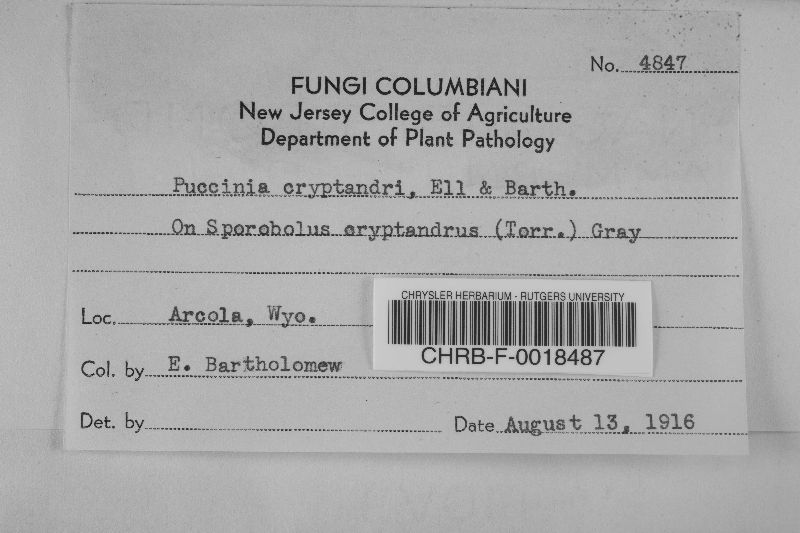 No. 4847
FUNGI COLUMBIANI
New Jersey College of Agriculture
Department of Plant Pathology
Puccinia cryptandri, Ell & Barth.
On Sporobolus cryptandrus (Torr.) Gray
Loc. Arcola, Wyo.
CHRYSLER HERBARIUM - RUTGERS UNIVERSITY
CHRB-F-0018487
Col. by E. Bartholomew
Det. by
Date August 13, 1916